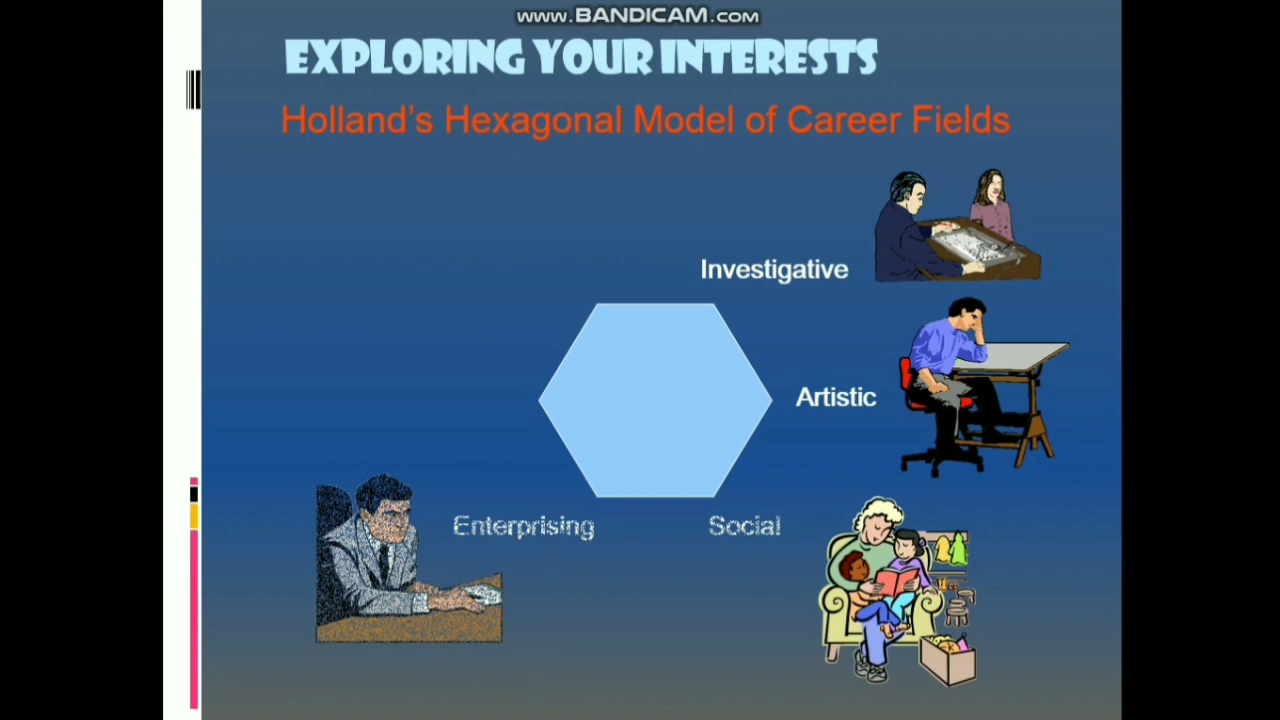 www.BANDICAM.com
EXPLORING YOUR INTERESTS
Holland's Hexagonal Model of Career Fields
Investigative
Artistic
Enterprising
Social